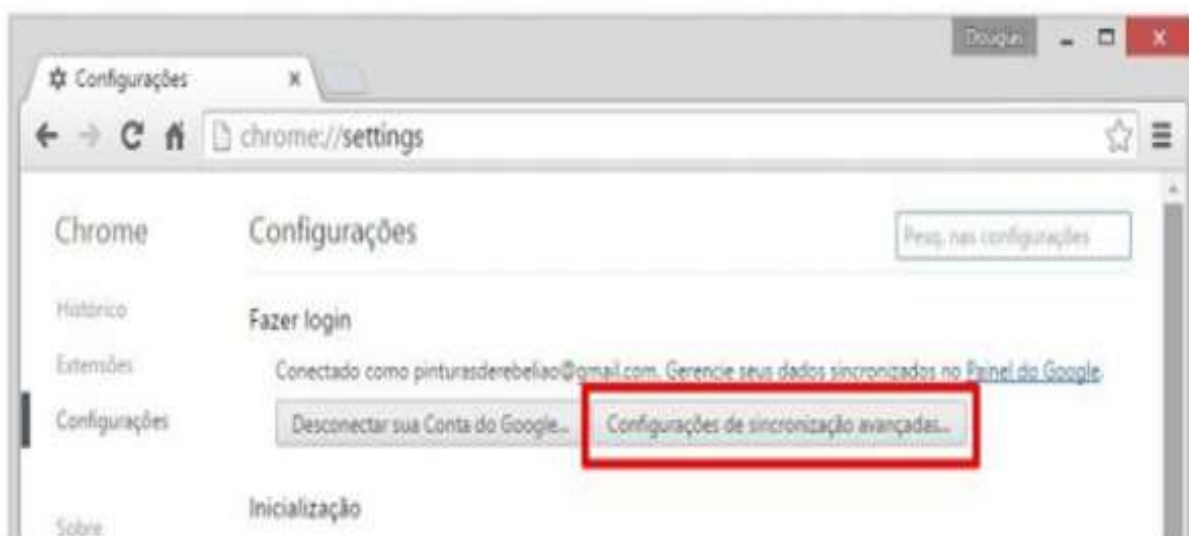 Douglas
Configurações
chrome://settings
Chrome
Configurações
Pesq. nas configurações
Histórico
Extensões
Configurações
Sobre
Fazer login
Conectado como pinturasderebeliao@gmail.com. Gerencie seus dados sincronizados no Painel do Google.
Desconectar sua Conta do Google...
Configurações de sincronização avançadas...
Inicialização